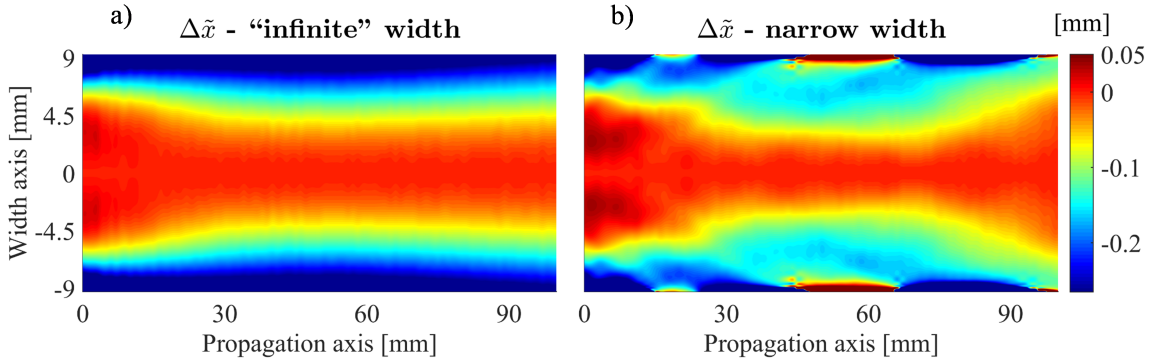 a)
Δx̃ - “infinite” width
b)
Δx̃ - narrow width
[mm]
Width axis [mm]
9
4.5
0
-4.5
-9
0 30 60 90
Propagation axis [mm]
0 30 60 90
Propagation axis [mm]
0.05
0
-0.1
-0.2